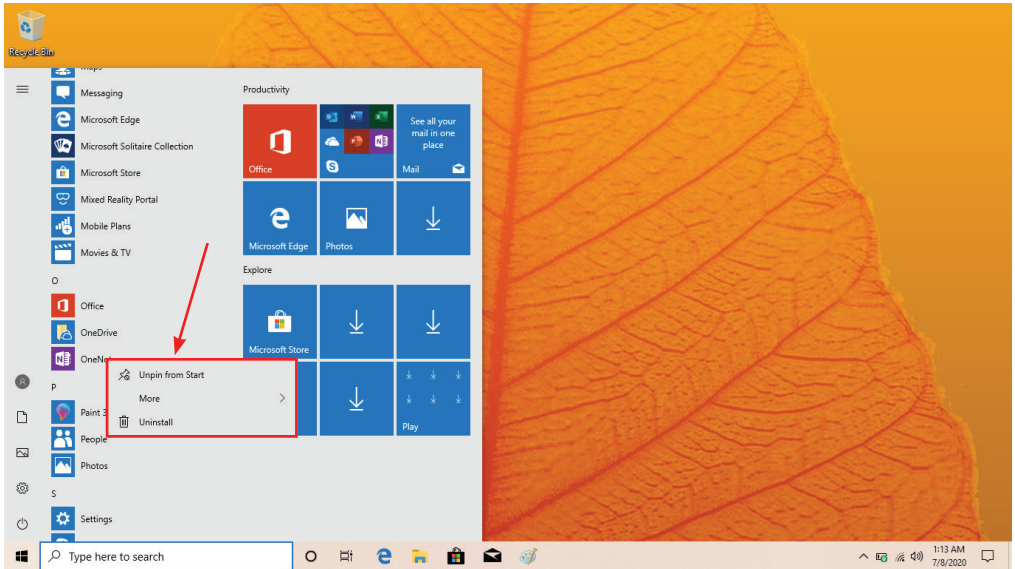 Recycle Bin
Maps
Messaging
Microsoft Edge
Microsoft Solitaire Collection
Microsoft Store
Mixed Reality Portal
Mobile Plans
Movies & TV
O
Office
OneDrive
OneNot
P
Paint 3
People
Photos
S
Settings
Productivity
Office
See all your
mail in one
place
Mail
Microsoft Edge
Photos
Explore
Microsoft Store
Play
Unpin from Start
More
Uninstall
Type here to search
1:13 AM
7/8/2020